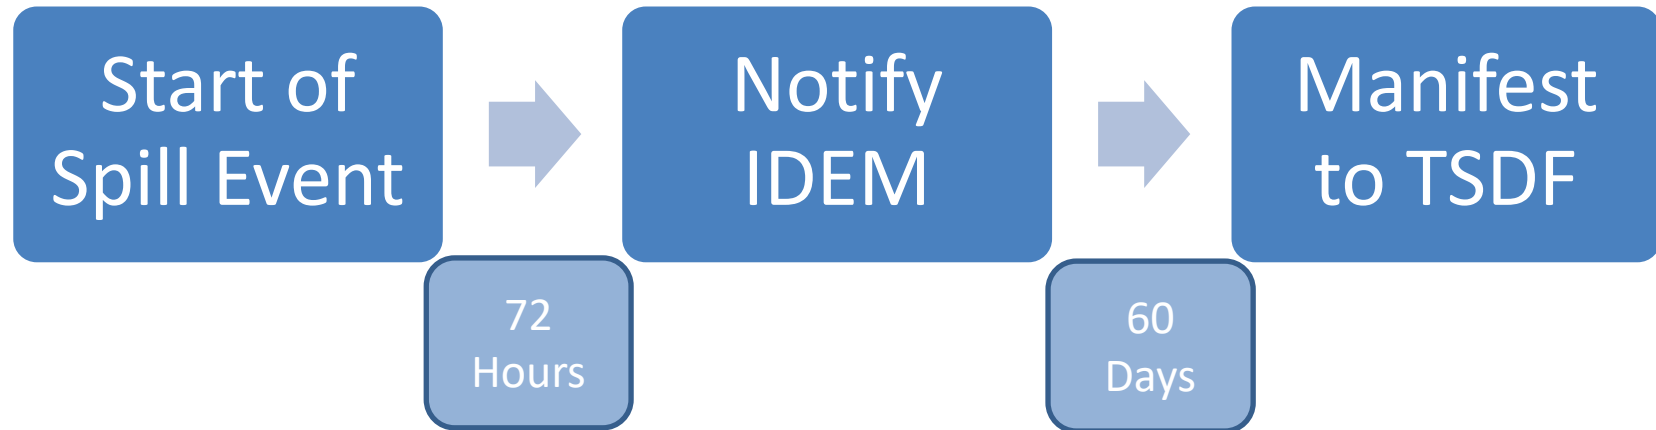 Start of
Spill Event
Notify
IDEM
Manifest
to TSDF
72
Hours
60
Days